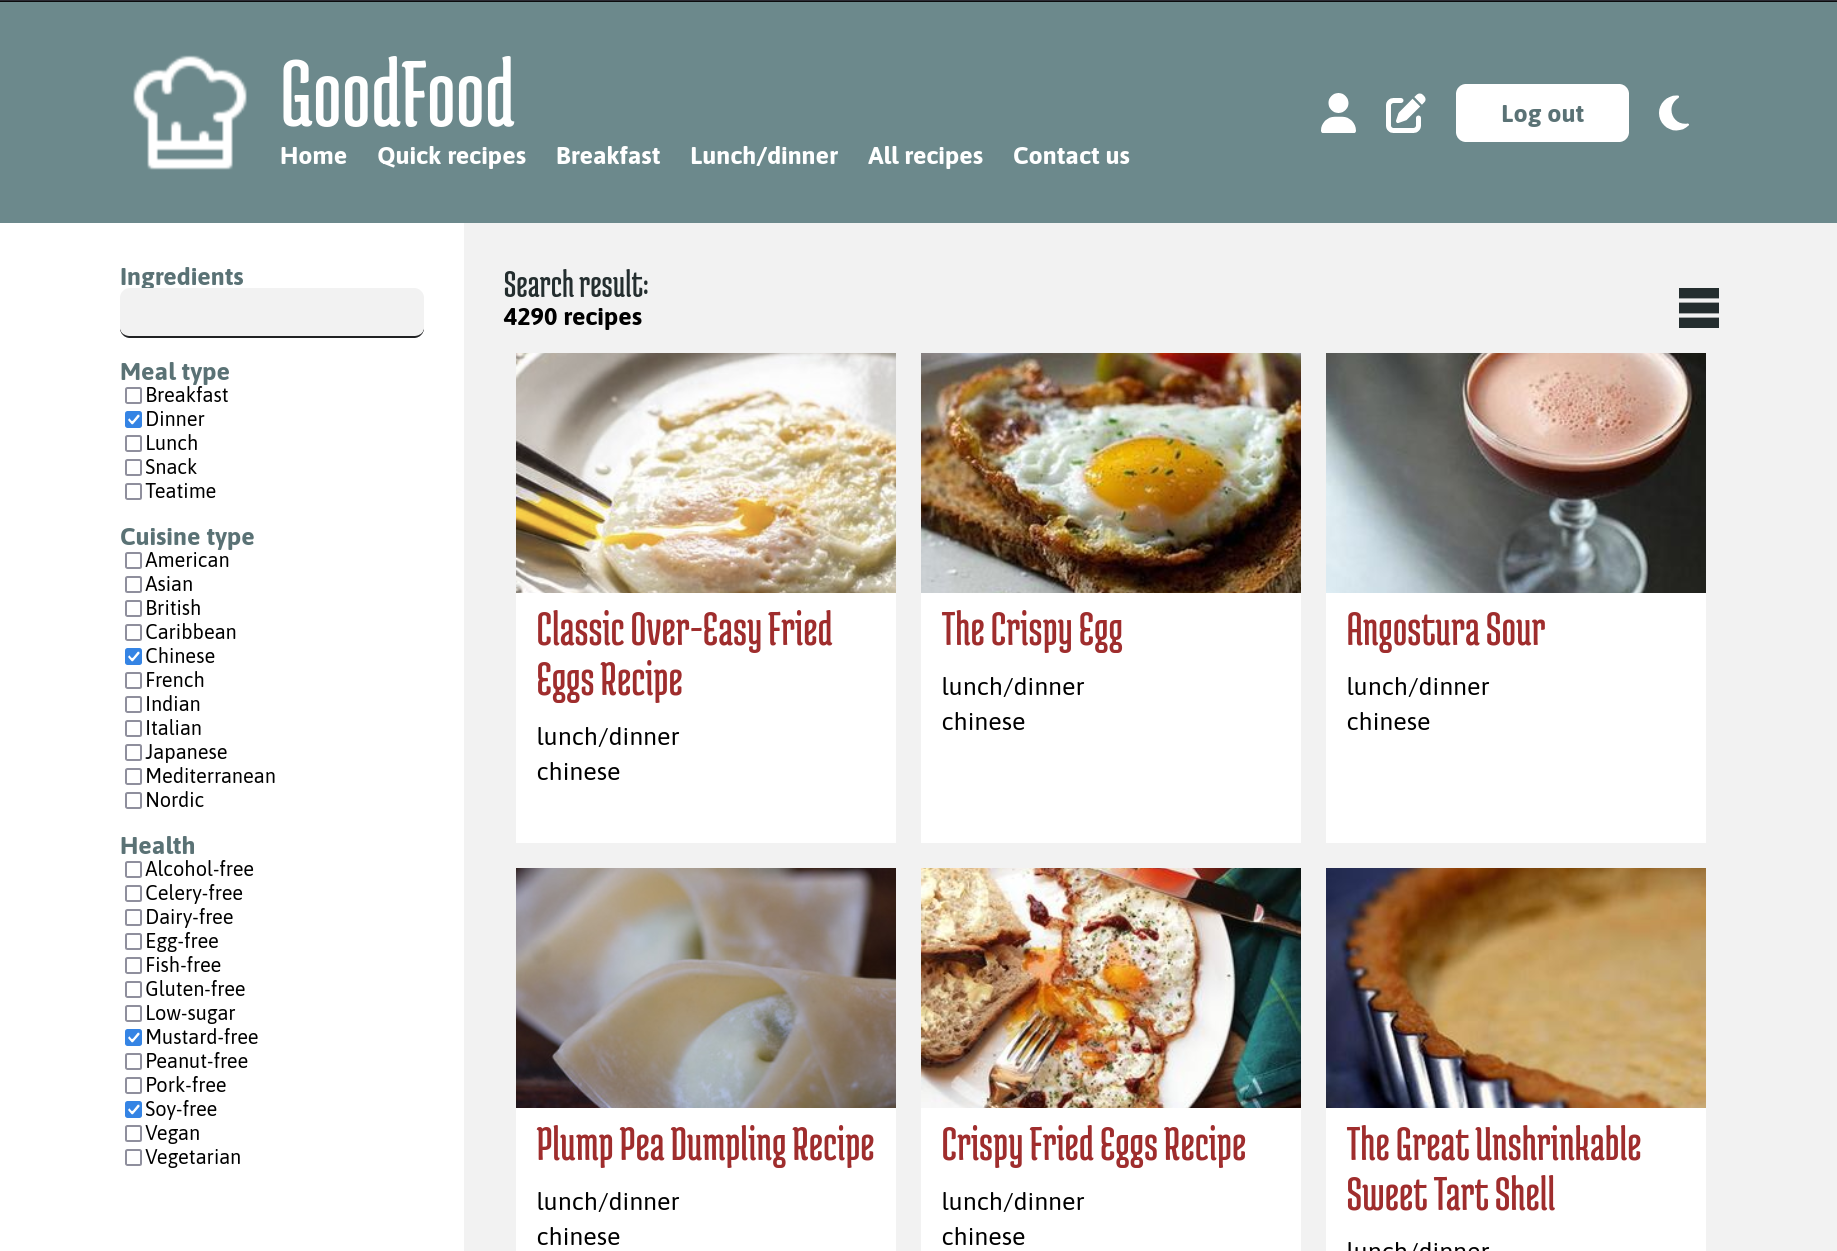 GoodFood
Home Quick recipes Breakfast Lunch/dinner All recipes Contact us
Log out
Ingredients
Meal type
Breakfast
Dinner
Lunch
Snack
Teatime
Cuisine type
American
Asian
British
Caribbean
Chinese
French
Indian
Italian
Japanese
Mediterranean
Nordic
Health
Alcohol-free
Celery-free
Dairy-free
Egg-free
Fish-free
Gluten-free
Low-sugar
Mustard-free
Peanut-free
Pork-free
Soy-free
Vegan
Vegetarian
Search result:
4290 recipes
Classic Over-Easy Fried
Eggs Recipe
lunch/dinner
chinese
The Crispy Egg
lunch/dinner
chinese
Angostura Sour
lunch/dinner
chinese
Plump Pea Dumpling Recipe
lunch/dinner
chinese
Crispy Fried Eggs Recipe
lunch/dinner
chinese
The Great Unshrinkable
Sweet Tart Shell
lunch/dinner